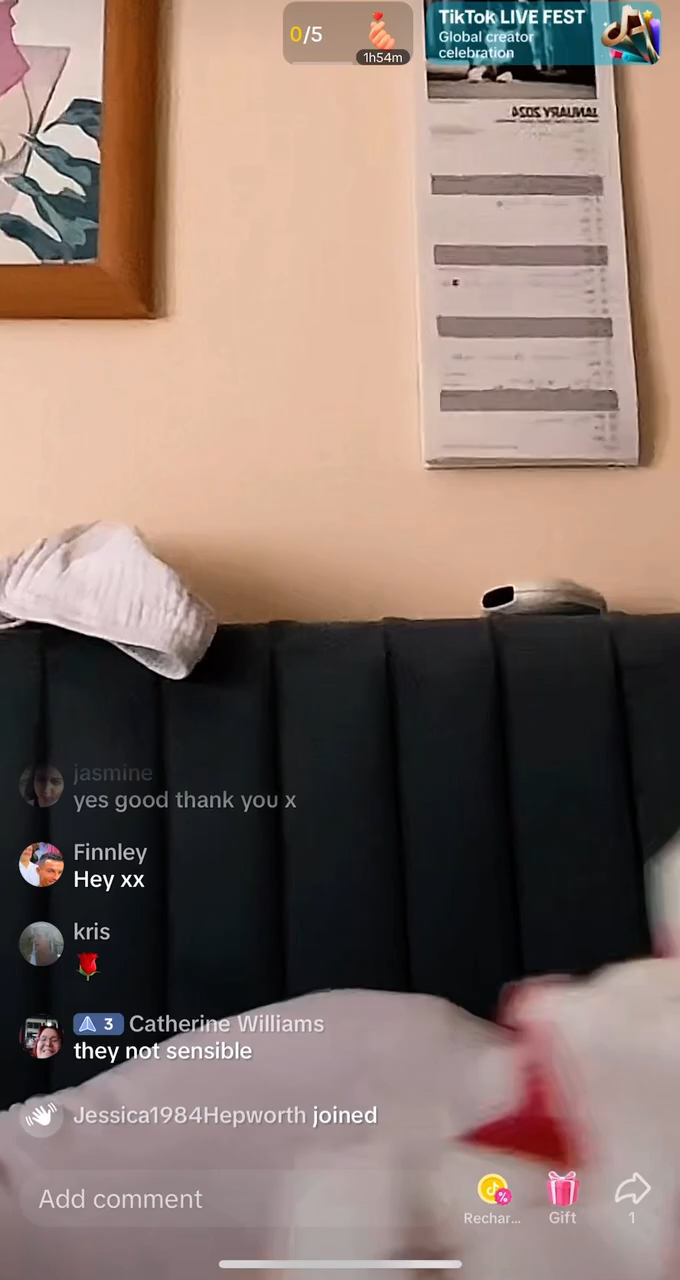 0/5
1h54m
TikTok LIVE FEST
Global creator
celebration
JANUARY 2024
jasmine
yes good thank you x
Finnley
Hey xx
kris
3 Catherine Williams
they not sensible
Jessica1984Hepworth joined
Add comment
Rechar...
Gift
1